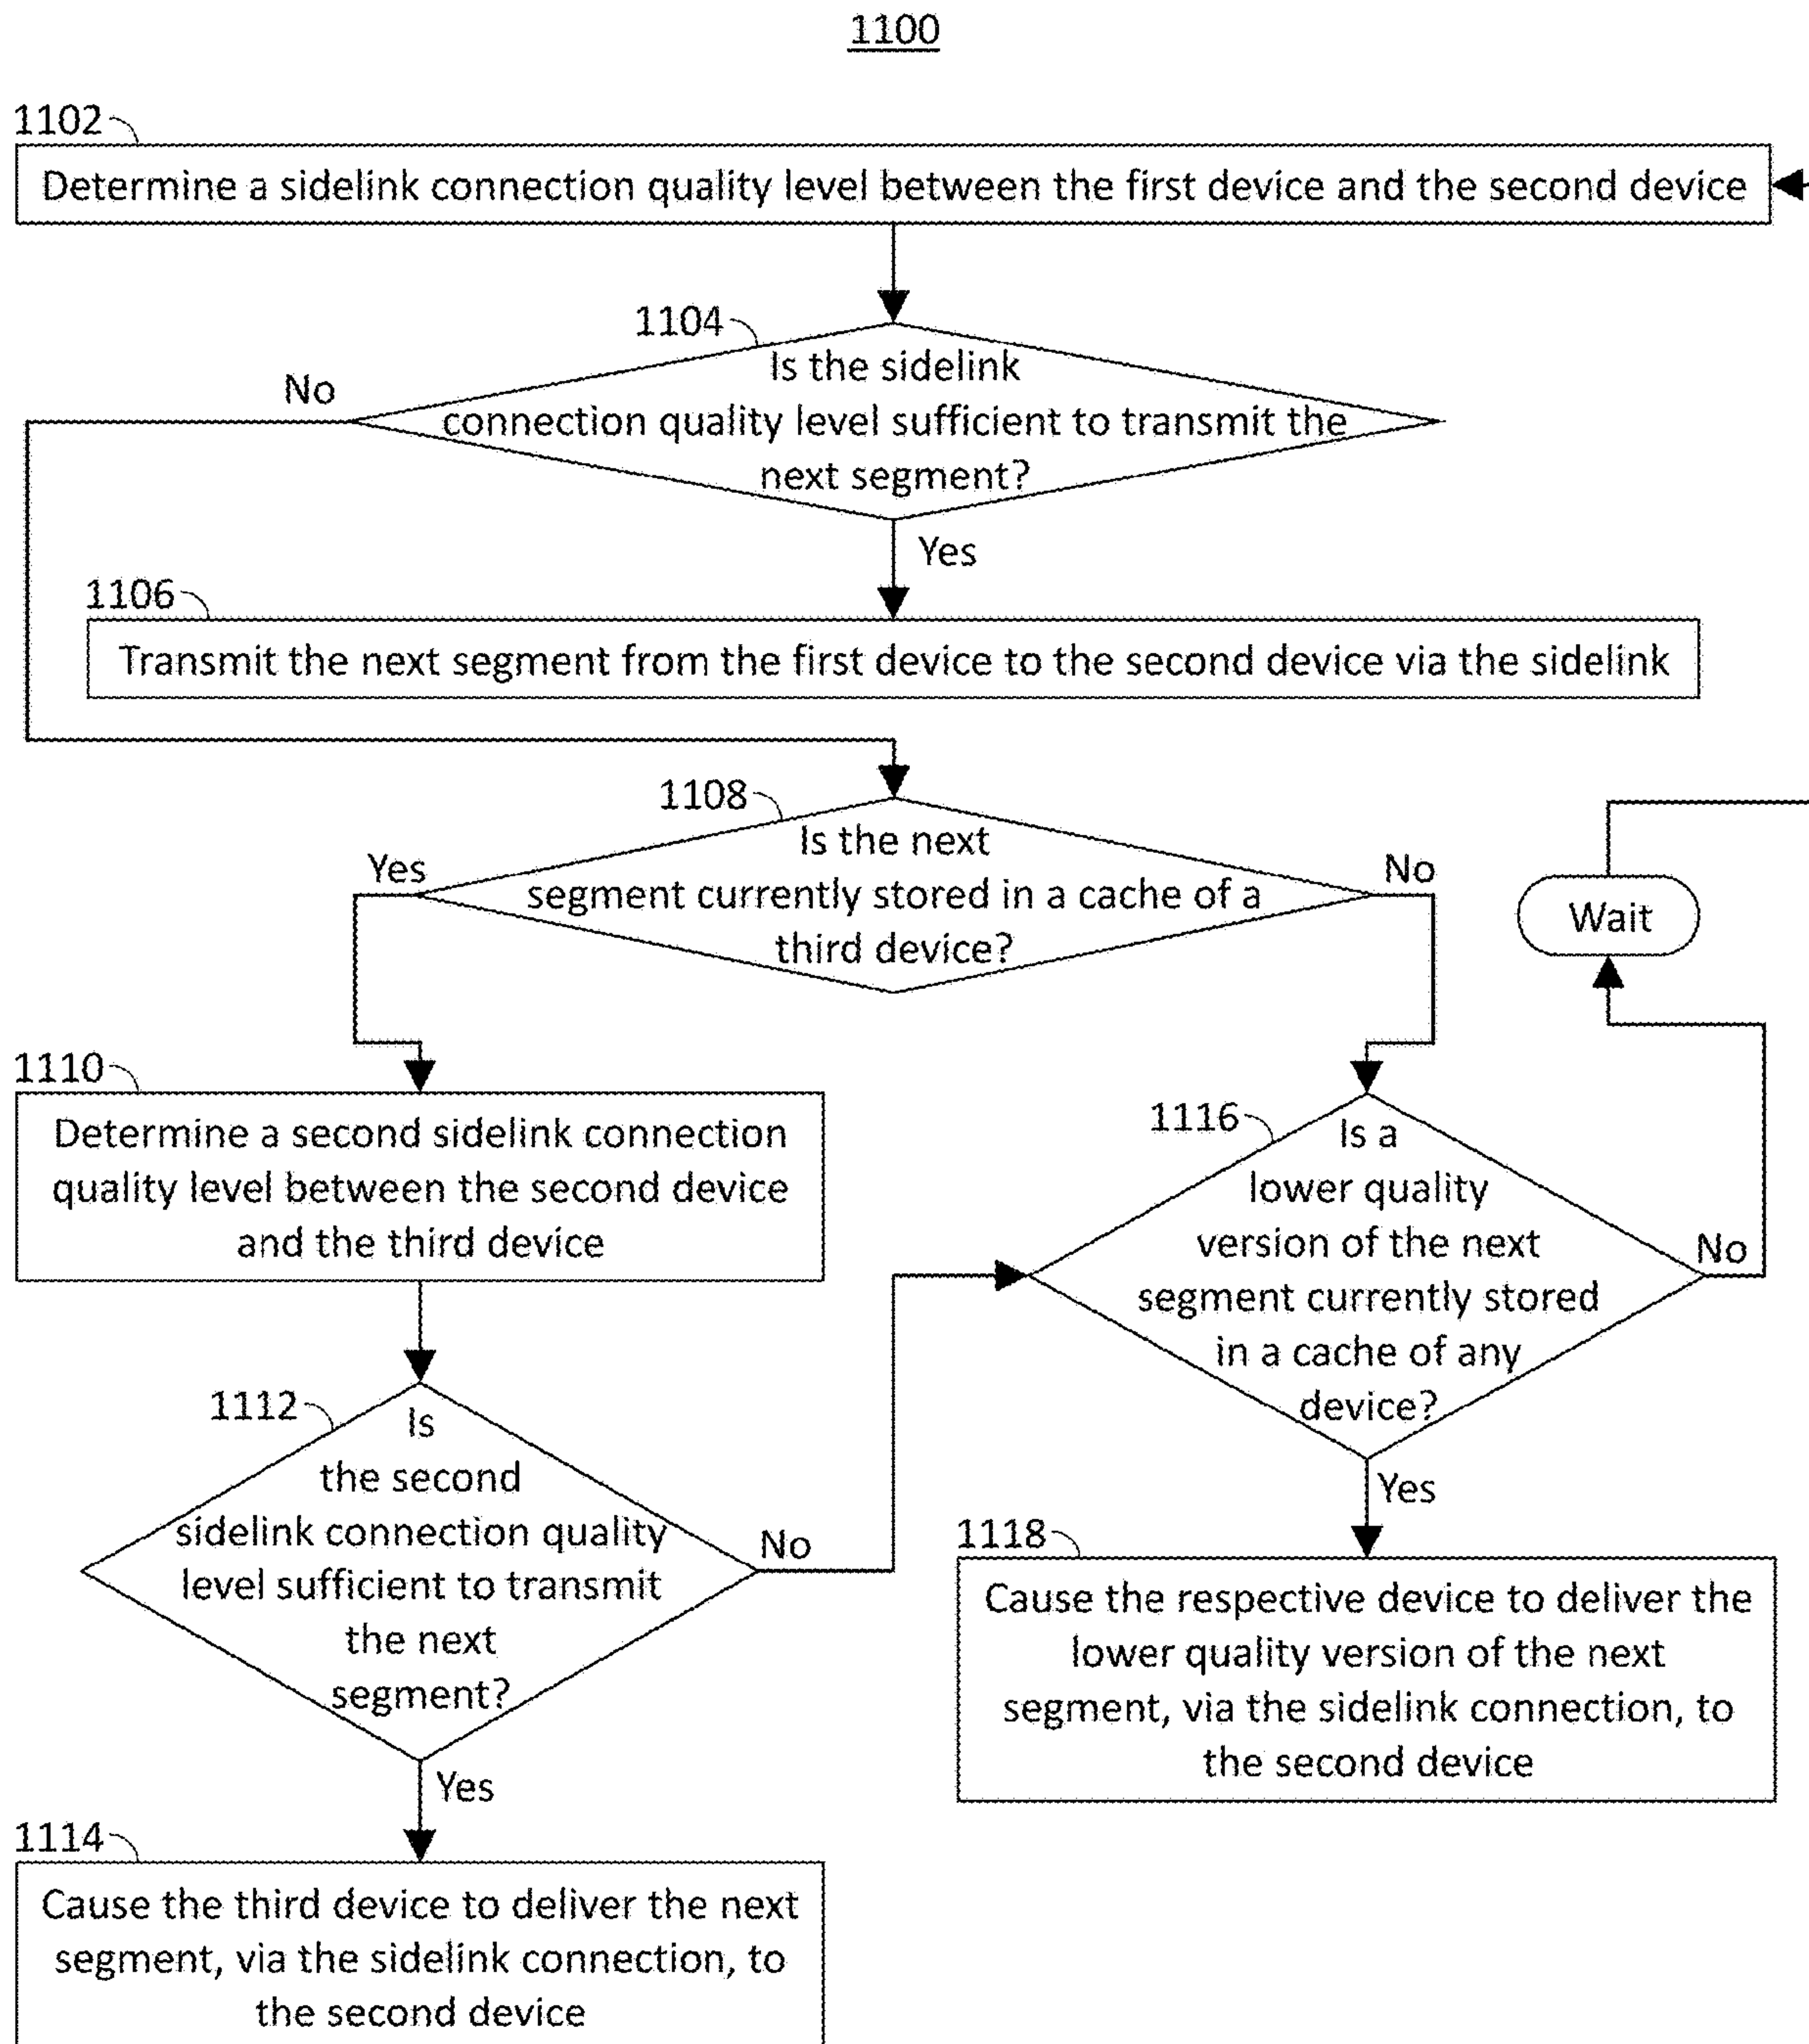 1100
1102
Determine a sidelink connection quality level between the first device and the second device
1104
Is the sidelink
connection quality level sufficient to transmit the
next segment?
No
Yes
1106
Transmit the next segment from the first device to the second device via the sidelink
1108
Is the next
segment currently stored in a cache of a
third device?
Yes
No
Wait
1110
Determine a second sidelink connection
quality level between the second device
and the third device
1116
Is a
lower quality
version of the next
segment currently stored
in a cache of any
device?
No
Yes
1112
Is
the second
sidelink connection quality
level sufficient to transmit
the next
segment?
No
Yes
1118
Cause the respective device to deliver the
lower quality version of the next
segment, via the sidelink connection, to
the second device
1114
Cause the third device to deliver the next
segment, via the sidelink connection, to
the second device